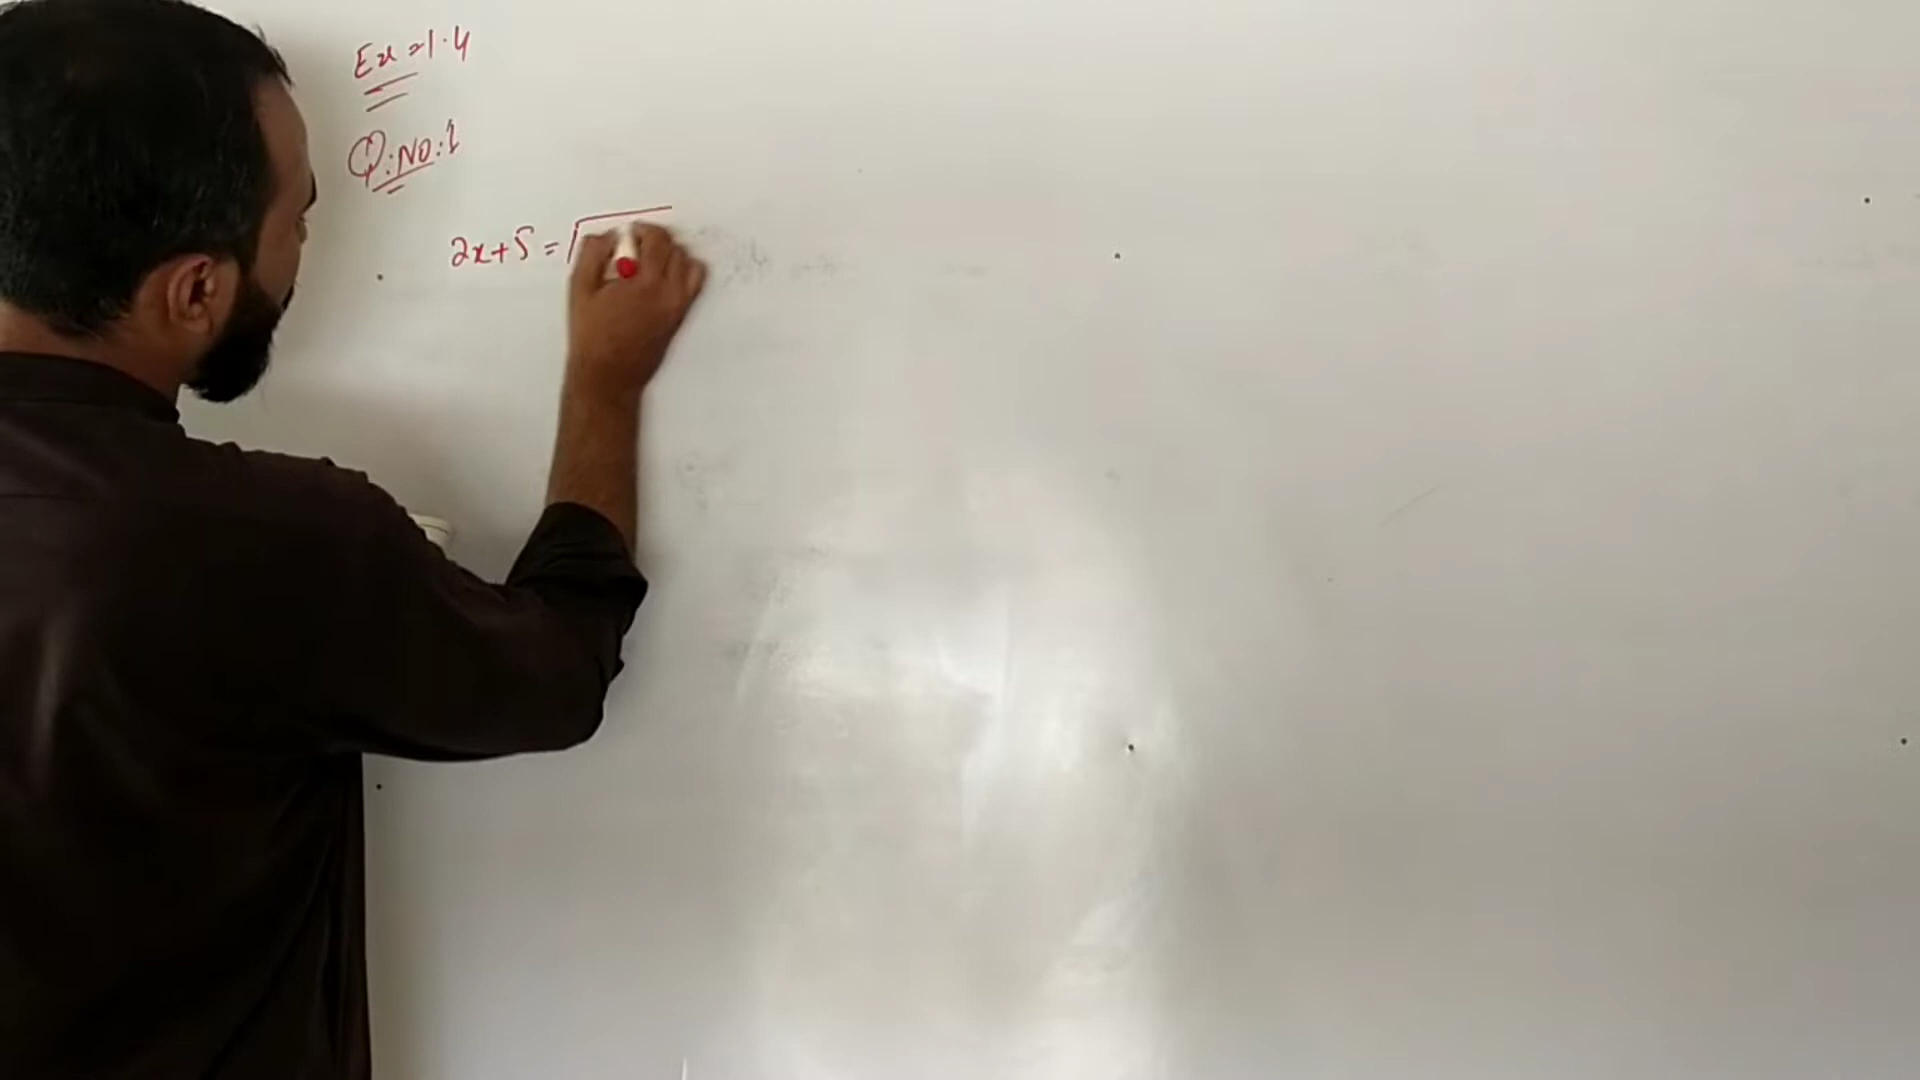 Ex = 1.4
Q:NO:1
2x+5=√